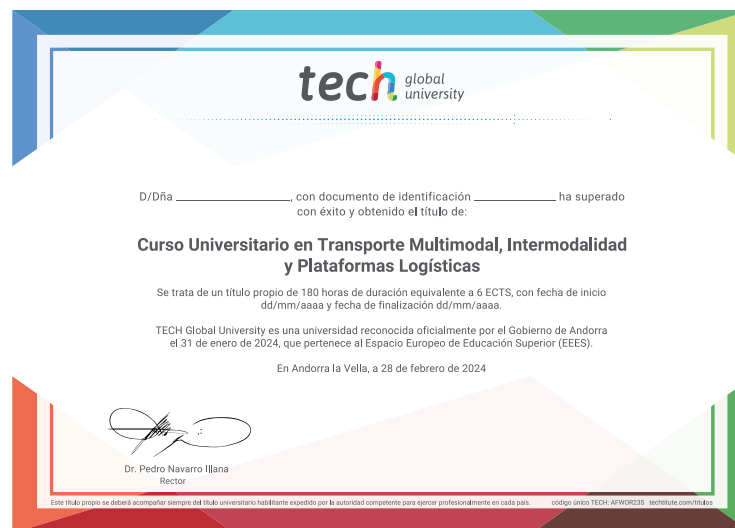 tech global university
D/Dña ____________, con documento de identificación ____________ ha superado
con éxito y obtenido el título de:
Curso Universitario en Transporte Multimodal, Intermodalidad
y Plataformas Logísticas
Se trata de un título propio de 180 horas de duración equivalente a 6 ECTS, con fecha de inicio
dd/mm/aaaa y fecha de finalización dd/mm/aaaa.
TECH Global University es una universidad reconocida oficialmente por el Gobierno de Andorra
el 31 de enero de 2024, que pertenece al Espacio Europeo de Educación Superior (EEES).
En Andorra la Vella, a 28 de febrero de 2024
Dr. Pedro Navarro Illana
Rector
Este título propio se deberá acompañar siempre del título universitario habilitante expedido por la autoridad competente para ejercer profesionalmente en cada país. código único TECH: AFWOR23S techtitute.com/titulos